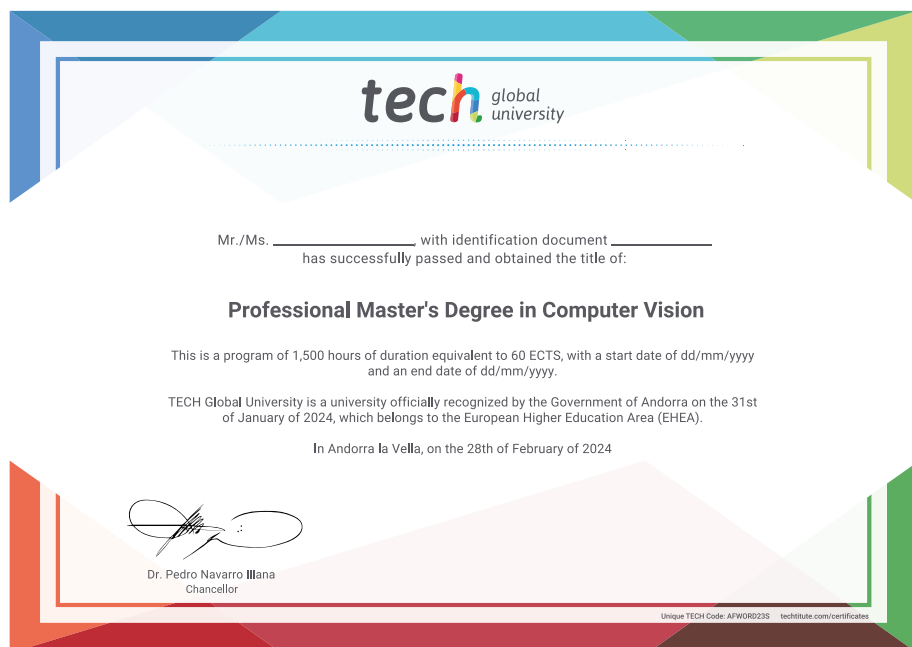 tech global university
Mr./Ms. ____________________, with identification document ______________
has successfully passed and obtained the title of:
Professional Master's Degree in Computer Vision
This is a program of 1,500 hours of duration equivalent to 60 ECTS, with a start date of dd/mm/yyyy
and an end date of dd/mm/yyyy.
TECH Global University is a university officially recognized by the Government of Andorra on the 31st
of January of 2024, which belongs to the European Higher Education Area (EHEA).
In Andorra la Vella, on the 28th of February of 2024
Dr. Pedro Navarro Illana
Chancellor
Unique TECH Code: AFWORD23S techtitute.com/certificates